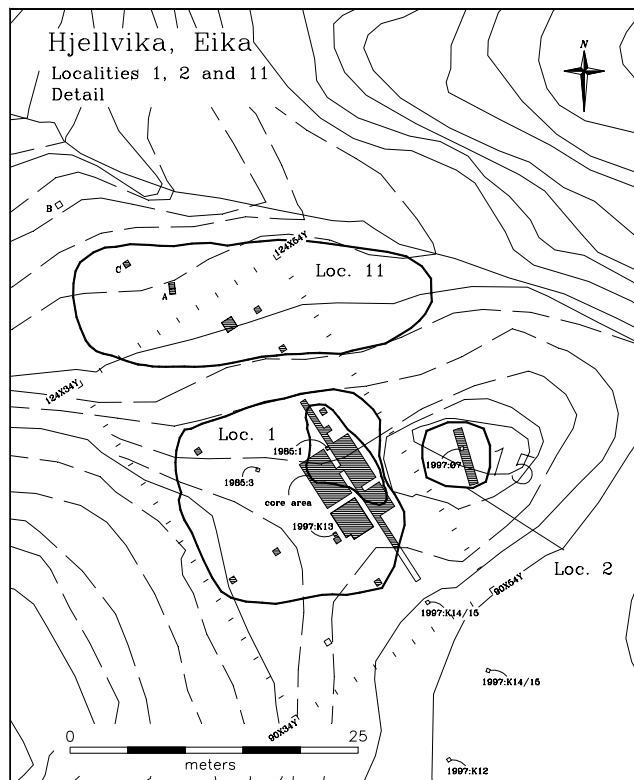 Hjellvika, Eika
Localities 1, 2 and 11
Detail
N
B
124X54Y
C
Loc. 11
A
124X34Y
Loc. 1
1985:1
1997:07
1985:3
core area
1997:K13
Loc. 2
90X54Y
1997:K14/15
1997:K14/15
90X34Y
0 25
meters
1997:K12